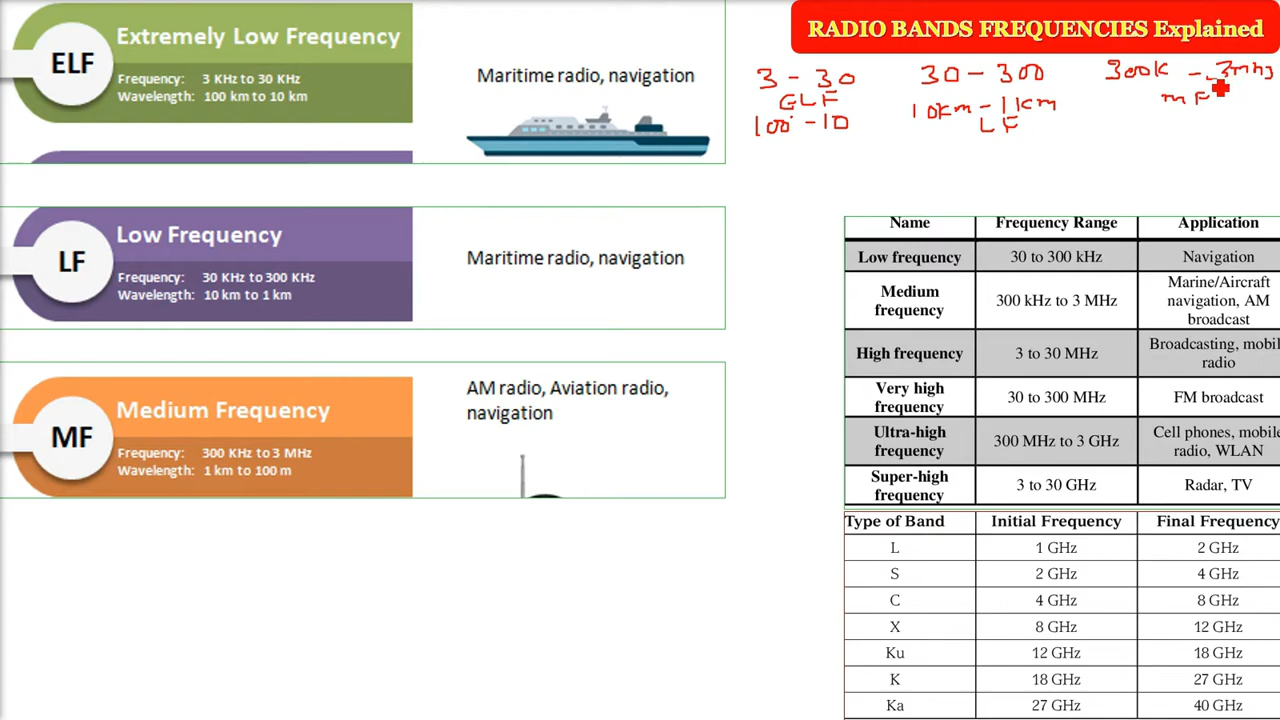 RADIO BANDS FREQUENCIES Explained
ELF
Extremely Low Frequency
Frequency: 3 KHz to 30 KHz
Wavelength: 100 km to 10 km
Maritime radio, navigation
3 - 30
ELF
100 - 10
30 - 300
10km - 1km
LF
300K - 3mhz
mF
LF
Low Frequency
Frequency: 30 KHz to 300 KHz
Wavelength: 10 km to 1 km
Maritime radio, navigation
MF
Medium Frequency
Frequency: 300 KHz to 3 MHz
Wavelength: 1 km to 100 m
AM radio, Aviation radio,
navigation
Name Frequency Range Application
Low frequency 30 to 300 kHz Navigation
Medium frequency 300 kHz to 3 MHz Marine/Aircraft navigation, AM broadcast
High frequency 3 to 30 MHz Broadcasting, mobil radio
Very high frequency 30 to 300 MHz FM broadcast
Ultra-high frequency 300 MHz to 3 GHz Cell phones, mobile radio, WLAN
Super-high frequency 3 to 30 GHz Radar, TV
Type of Band Initial Frequency Final Frequency
L 1 GHz 2 GHz
S 2 GHz 4 GHz
C 4 GHz 8 GHz
X 8 GHz 12 GHz
Ku 12 GHz 18 GHz
K 18 GHz 27 GHz
Ka 27 GHz 40 GHz